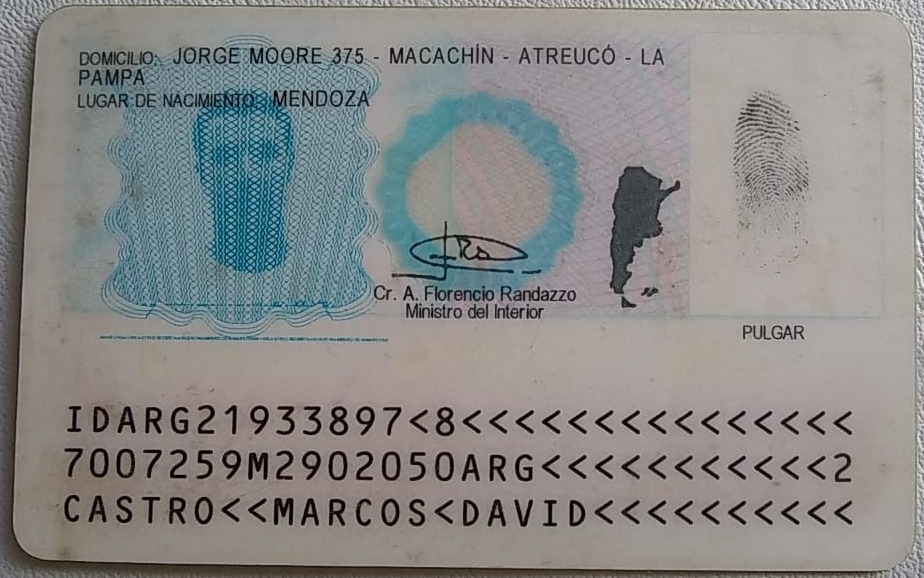 DOMICILIO: JORGE MOORE 375 - MACACHÍN - ATREUCÓ - LA
PAMPA
LUGAR DE NACIMIENTO: MENDOZA
Cr. A. Florencio Randazzo
Ministro del Interior
PULGAR
IDARG21933897<8<<<<<<<<<<<<<<<
7007259M2902050ARG<<<<<<<<<<<2
CASTRO<<MARCOS<DAVID<<<<<<<<<<